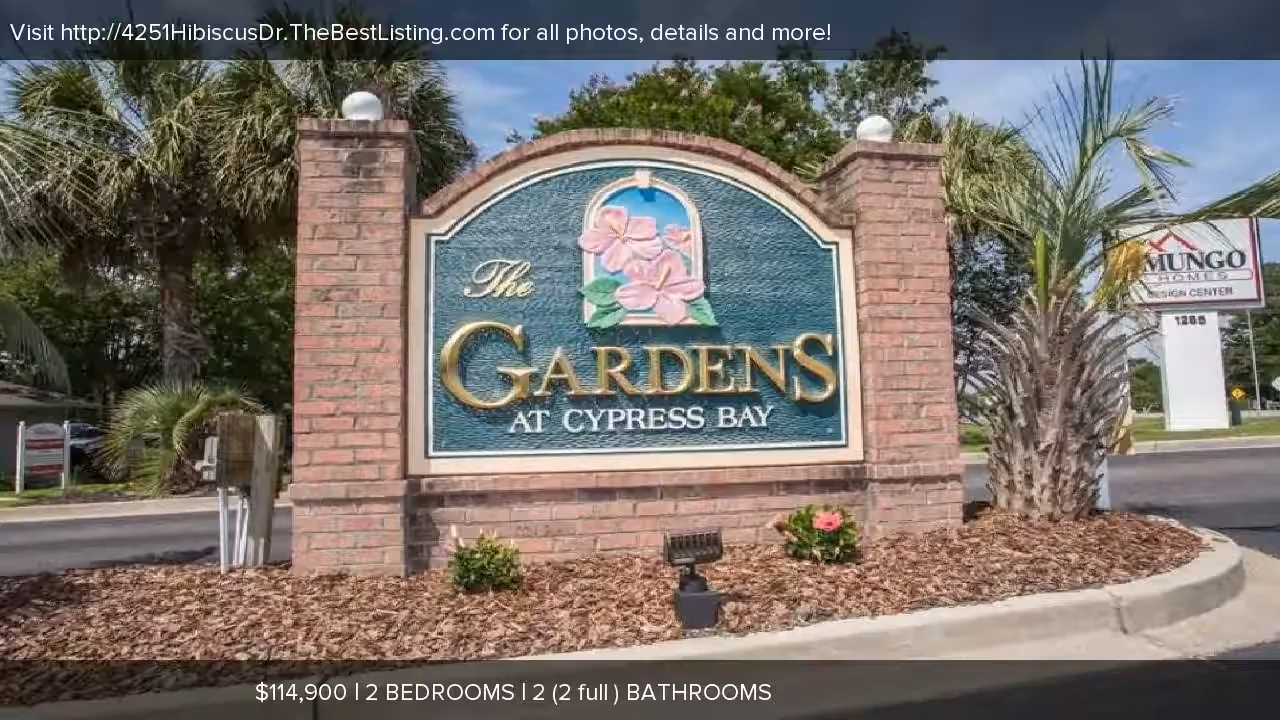 Visit http://4251HibiscusDr.TheBestListing.com for all photos, details and more!
The
GARDENS
AT CYPRESS BAY
MUNGO
HOMES
DESIGN CENTER
1285
$114,900 | 2 BEDROOMS | 2 (2 full ) BATHROOMS